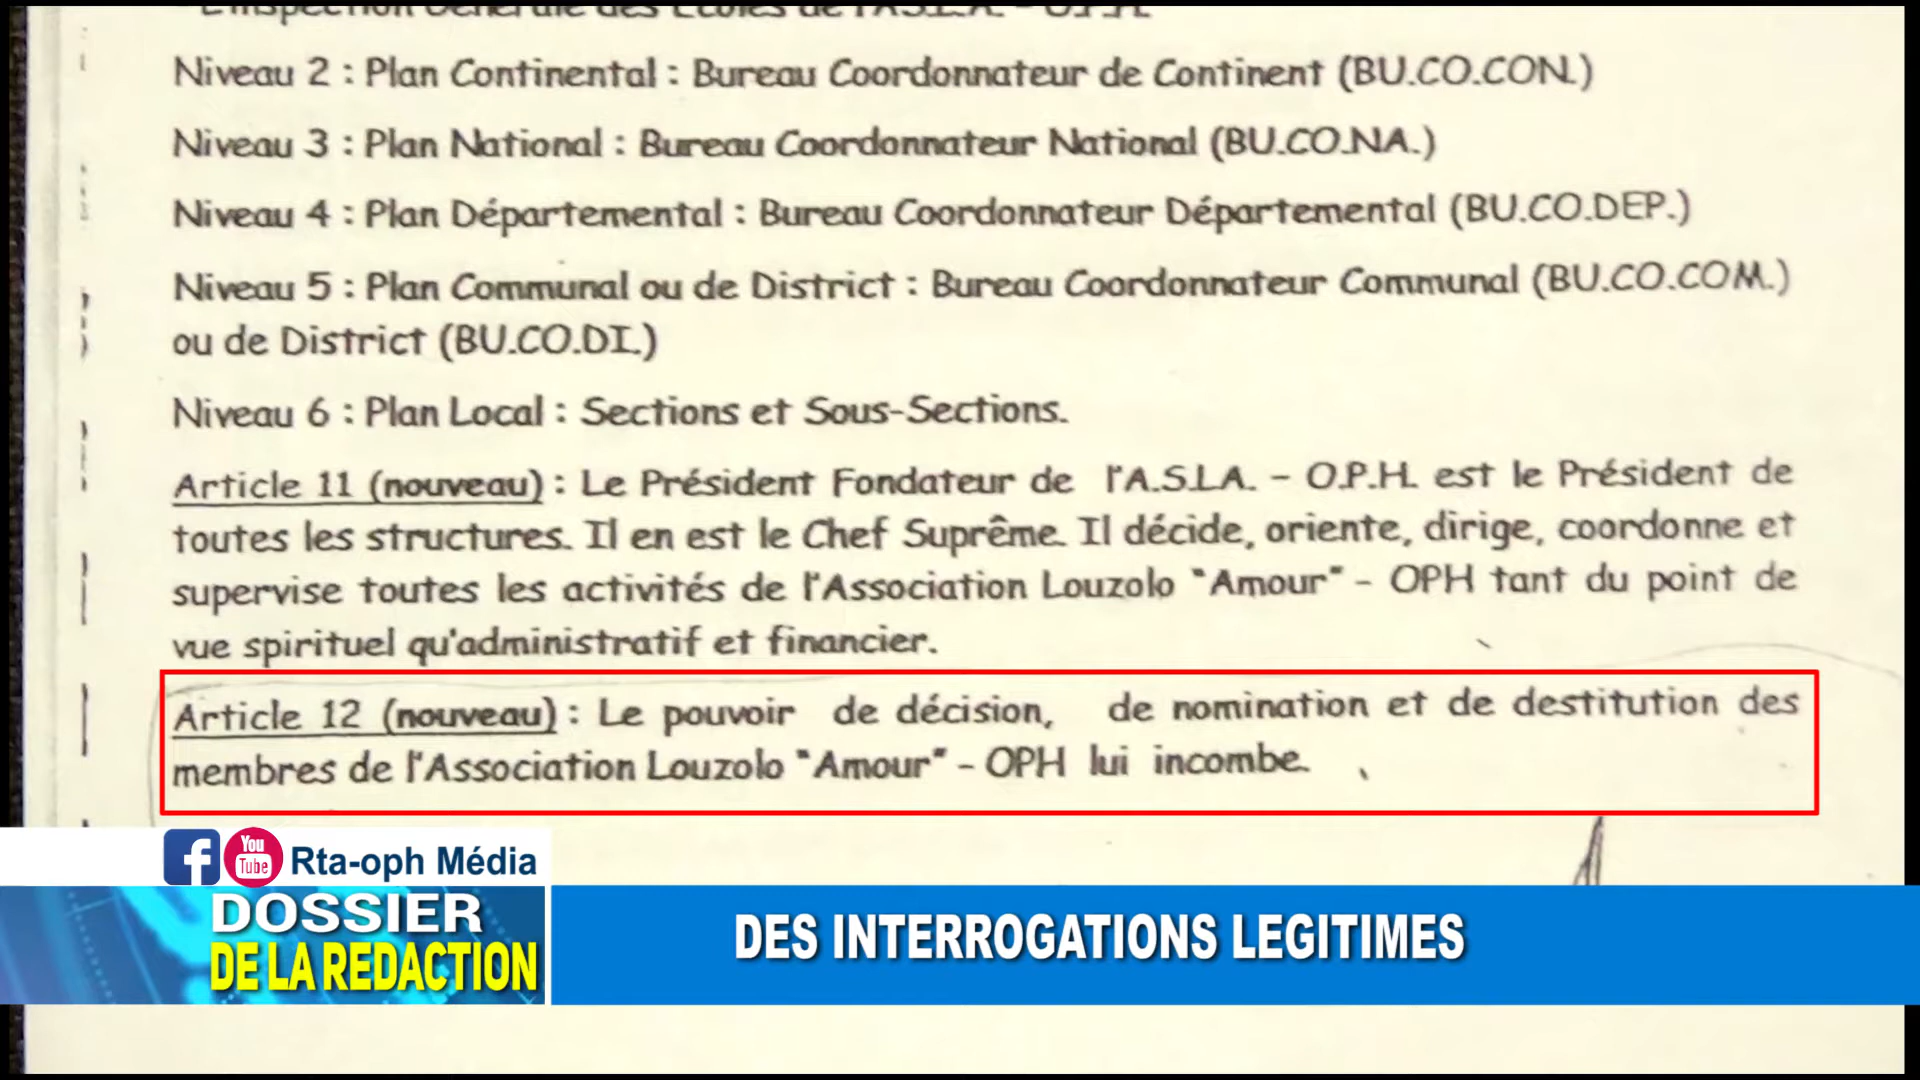 L'Inspection Générale des Ecoles de l'A.S.L.A. - O.P.H.
Niveau 2 : Plan Continental : Bureau Coordonnateur de Continent (BU.CO.CON.)
Niveau 3 : Plan National : Bureau Coordonnateur National (BU.CO.NA.)
Niveau 4 : Plan Départemental : Bureau Coordonnateur Départemental (BU.CO.DEP.)
Niveau 5 : Plan Communal ou de District : Bureau Coordonnateur Communal (BU.CO.COM.)
ou de District (BU.CO.DI.)
Niveau 6 : Plan Local : Sections et Sous-Sections.
Article 11 (nouveau) : Le Président Fondateur de l'A.S.L.A. - O.P.H. est le Président de
toutes les structures. Il en est le Chef Suprême. Il décide, oriente, dirige, coordonne et
supervise toutes les activités de l'Association Louzolo "Amour" - OPH tant du point de
vue spirituel qu'administratif et financier.
Article 12 (nouveau) : Le pouvoir de décision, de nomination et de destitution des
membres de l'Association Louzolo "Amour" - OPH lui incombe.
f You Tube Rta-oph Média
DOSSIER
DE LA REDACTION
DES INTERROGATIONS LEGITIMES